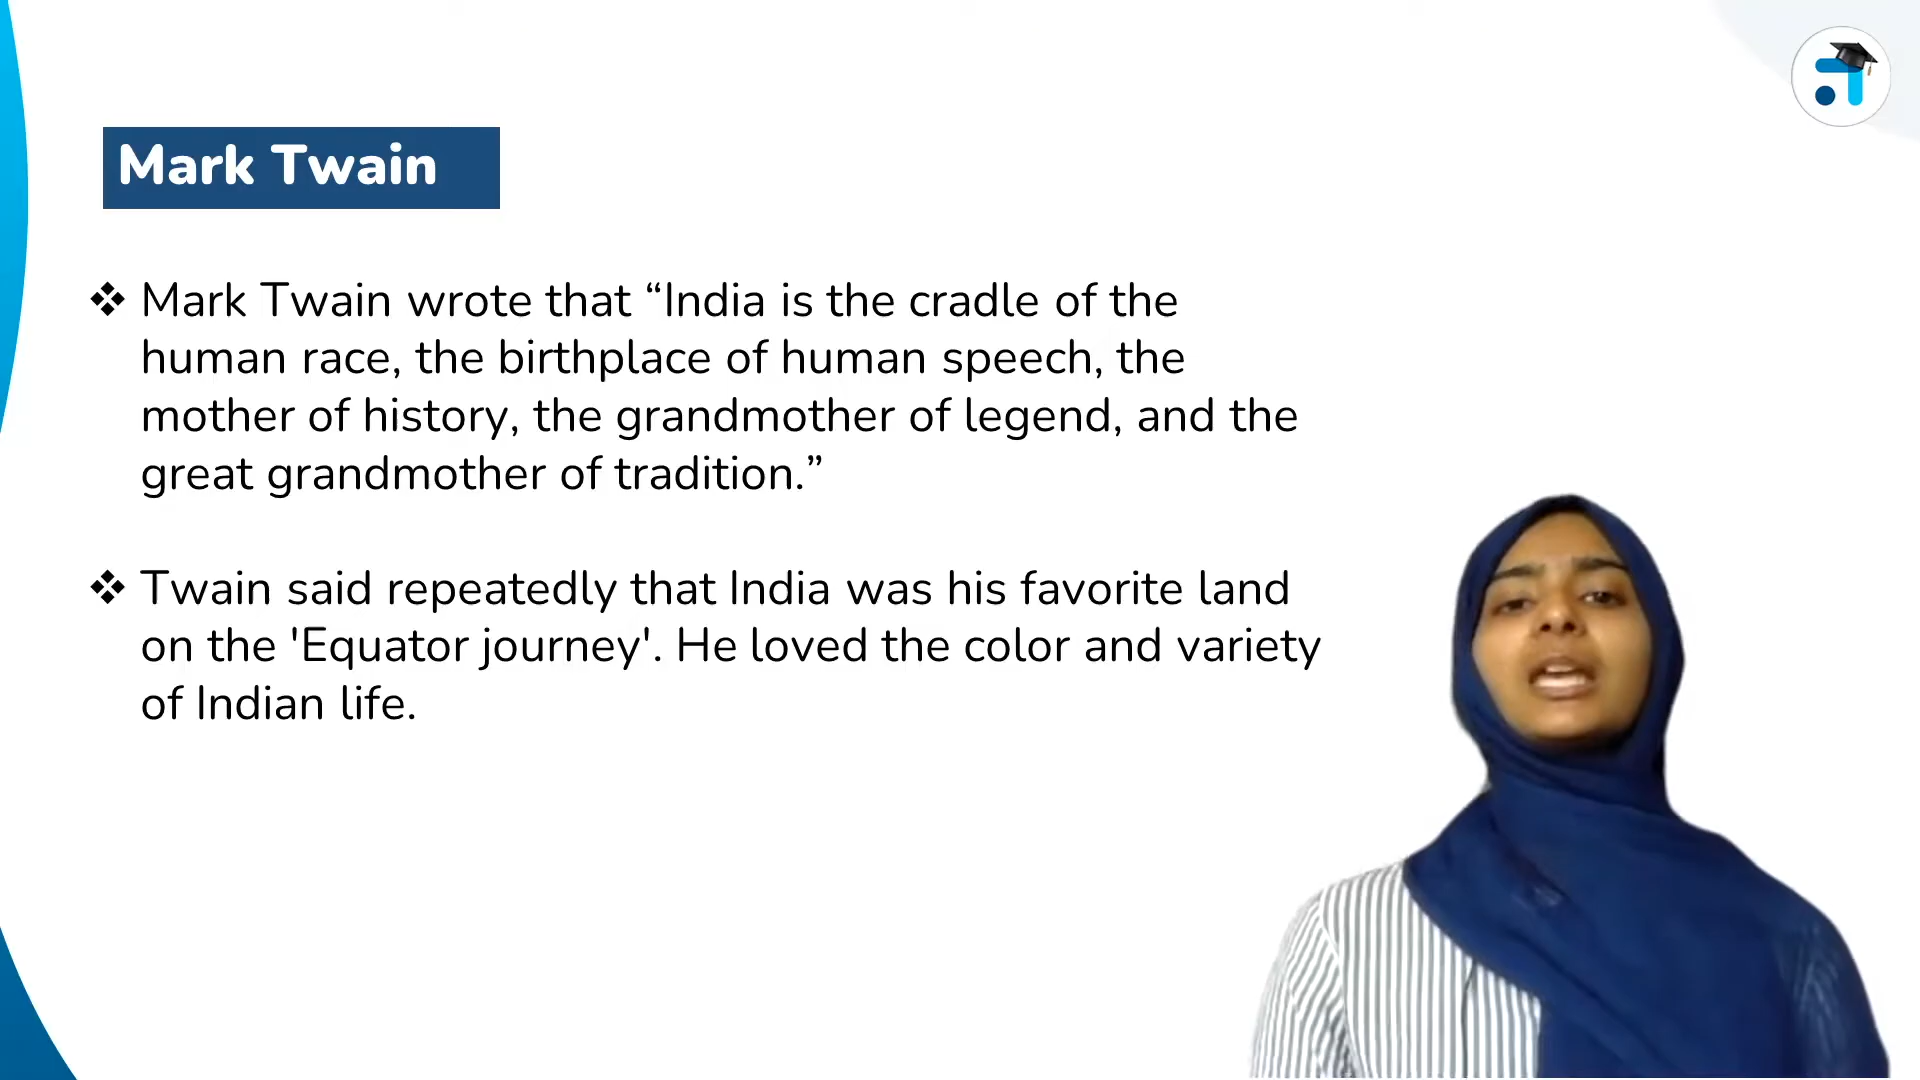 Mark Twain
❖ Mark Twain wrote that “India is the cradle of the
human race, the birthplace of human speech, the
mother of history, the grandmother of legend, and the
great grandmother of tradition.”
❖ Twain said repeatedly that India was his favorite land
on the 'Equator journey'. He loved the color and variety
of Indian life.